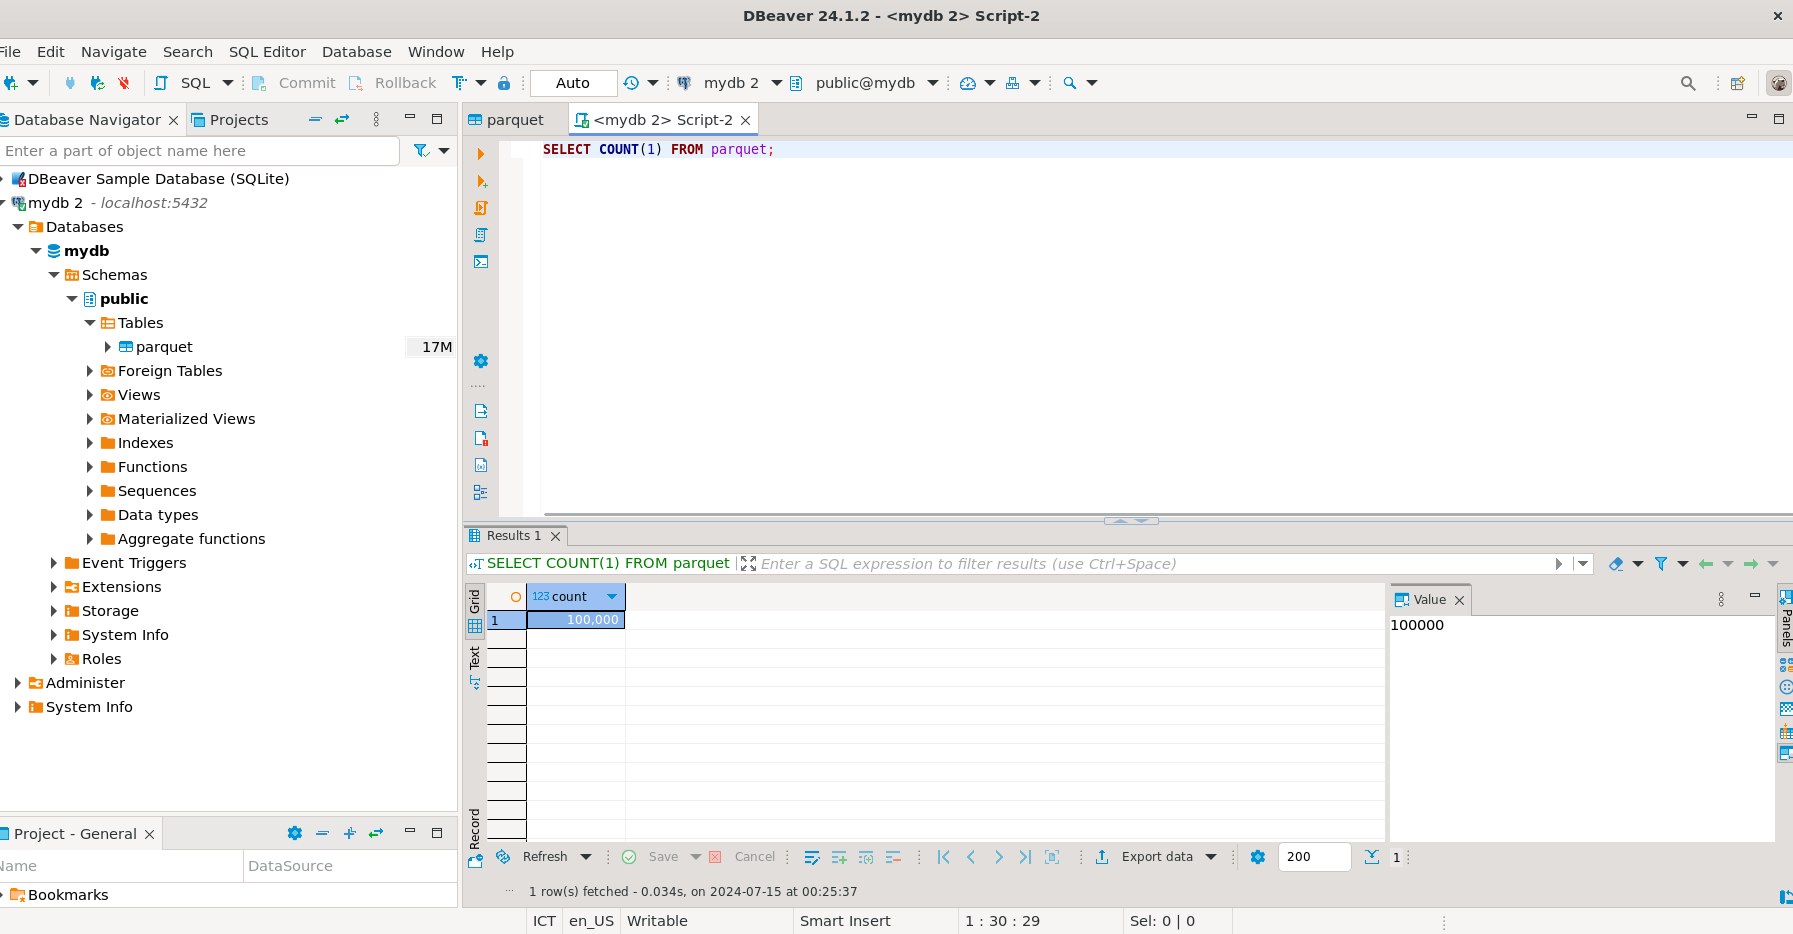 DBeaver 24.1.2 - <mydb 2> Script-2
File Edit Navigate Search SQL Editor Database Window Help
SQL Commit Rollback Auto mydb 2 public@mydb
Database Navigator Projects
Enter a part of object name here
DBeaver Sample Database (SQLite)
mydb 2 - localhost:5432
Databases
mydb
Schemas
public
Tables
parquet 17M
Foreign Tables
Views
Materialized Views
Indexes
Functions
Sequences
Data types
Aggregate functions
Event Triggers
Extensions
Storage
System Info
Roles
Administer
System Info
Project - General
Name DataSource
Bookmarks
parquet <mydb 2> Script-2
SELECT COUNT(1) FROM parquet;
Results 1
SELECT COUNT(1) FROM parquet Enter a SQL expression to filter results (use Ctrl+Space)
Grid
Text
Record
123 count
1 100,000
Value
100000
Panels
Refresh Save Cancel Export data 200 1
1 row(s) fetched - 0.034s, on 2024-07-15 at 00:25:37
ICT en_US Writable Smart Insert 1 : 30 : 29 Sel: 0 | 0